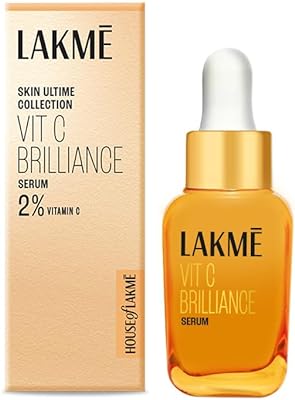 LAKMĒ
SKIN ULTIME
COLLECTION
VIT C
BRILLIANCE
SERUM
2% VITAMIN C
HOUSE of LAKMĒ
LAKMĒ
VIT C
BRILLIANCE
SERUM